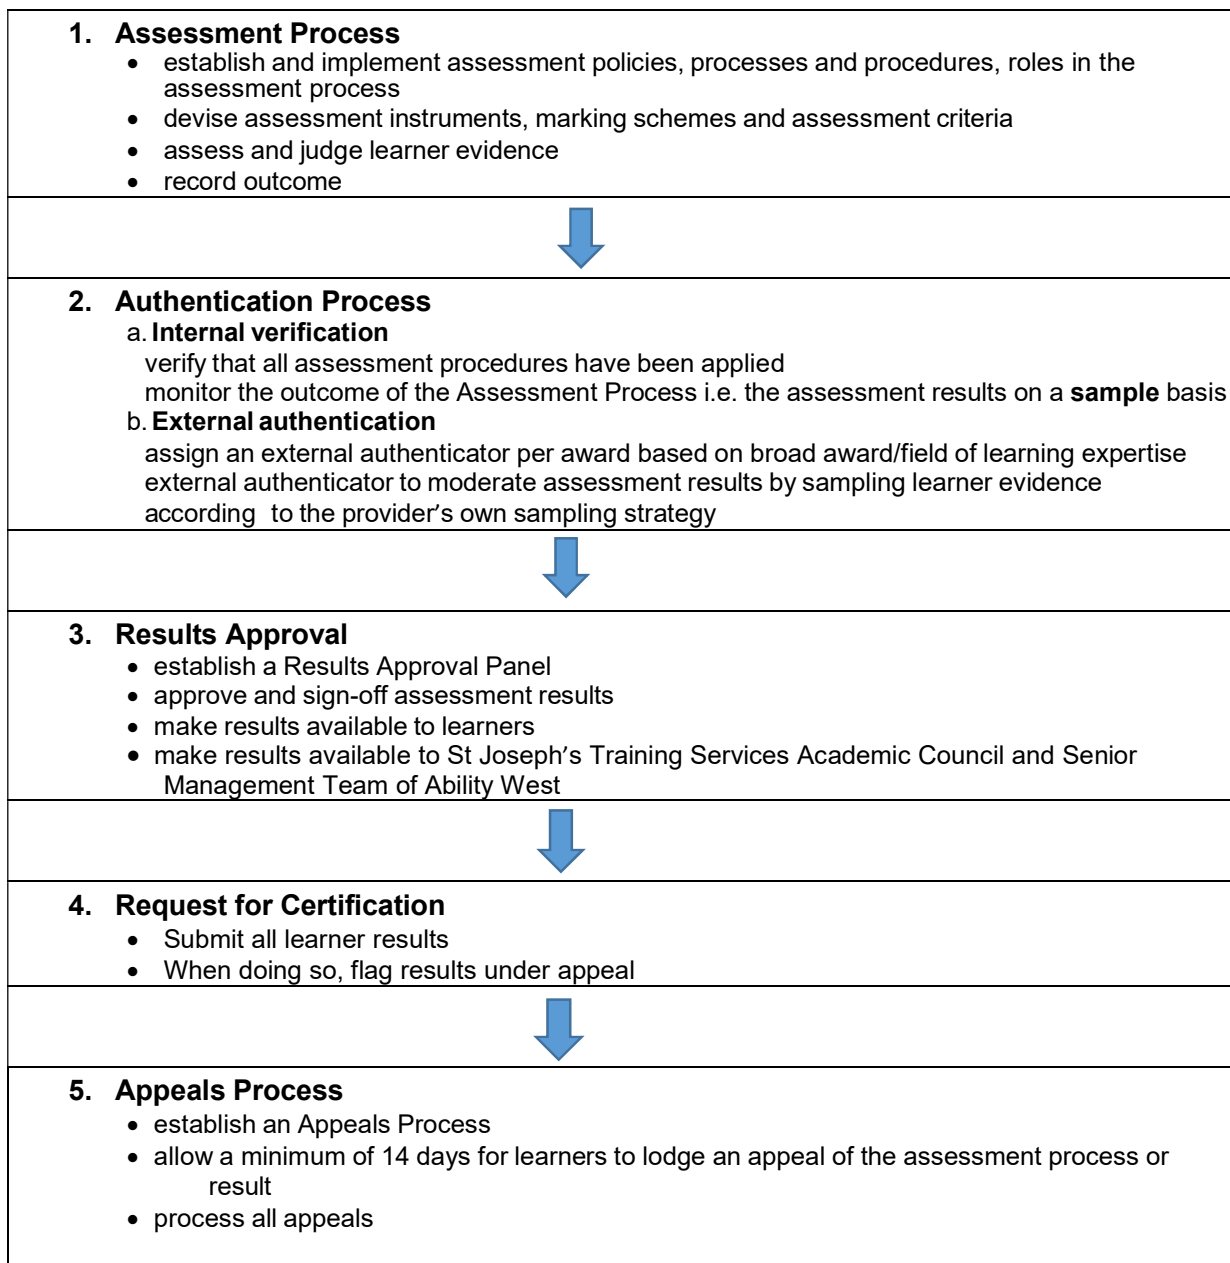 1. Assessment Process
• establish and implement assessment policies, processes and procedures, roles in the
assessment process
• devise assessment instruments, marking schemes and assessment criteria
• assess and judge learner evidence
• record outcome
2. Authentication Process
a. Internal verification
verify that all assessment procedures have been applied
monitor the outcome of the Assessment Process i.e. the assessment results on a sample basis
b. External authentication
assign an external authenticator per award based on broad award/field of learning expertise
external authenticator to moderate assessment results by sampling learner evidence
according to the provider’s own sampling strategy
3. Results Approval
• establish a Results Approval Panel
• approve and sign-off assessment results
• make results available to learners
• make results available to St Joseph’s Training Services Academic Council and Senior
Management Team of Ability West
4. Request for Certification
• Submit all learner results
• When doing so, flag results under appeal
5. Appeals Process
• establish an Appeals Process
• allow a minimum of 14 days for learners to lodge an appeal of the assessment process or
result
• process all appeals